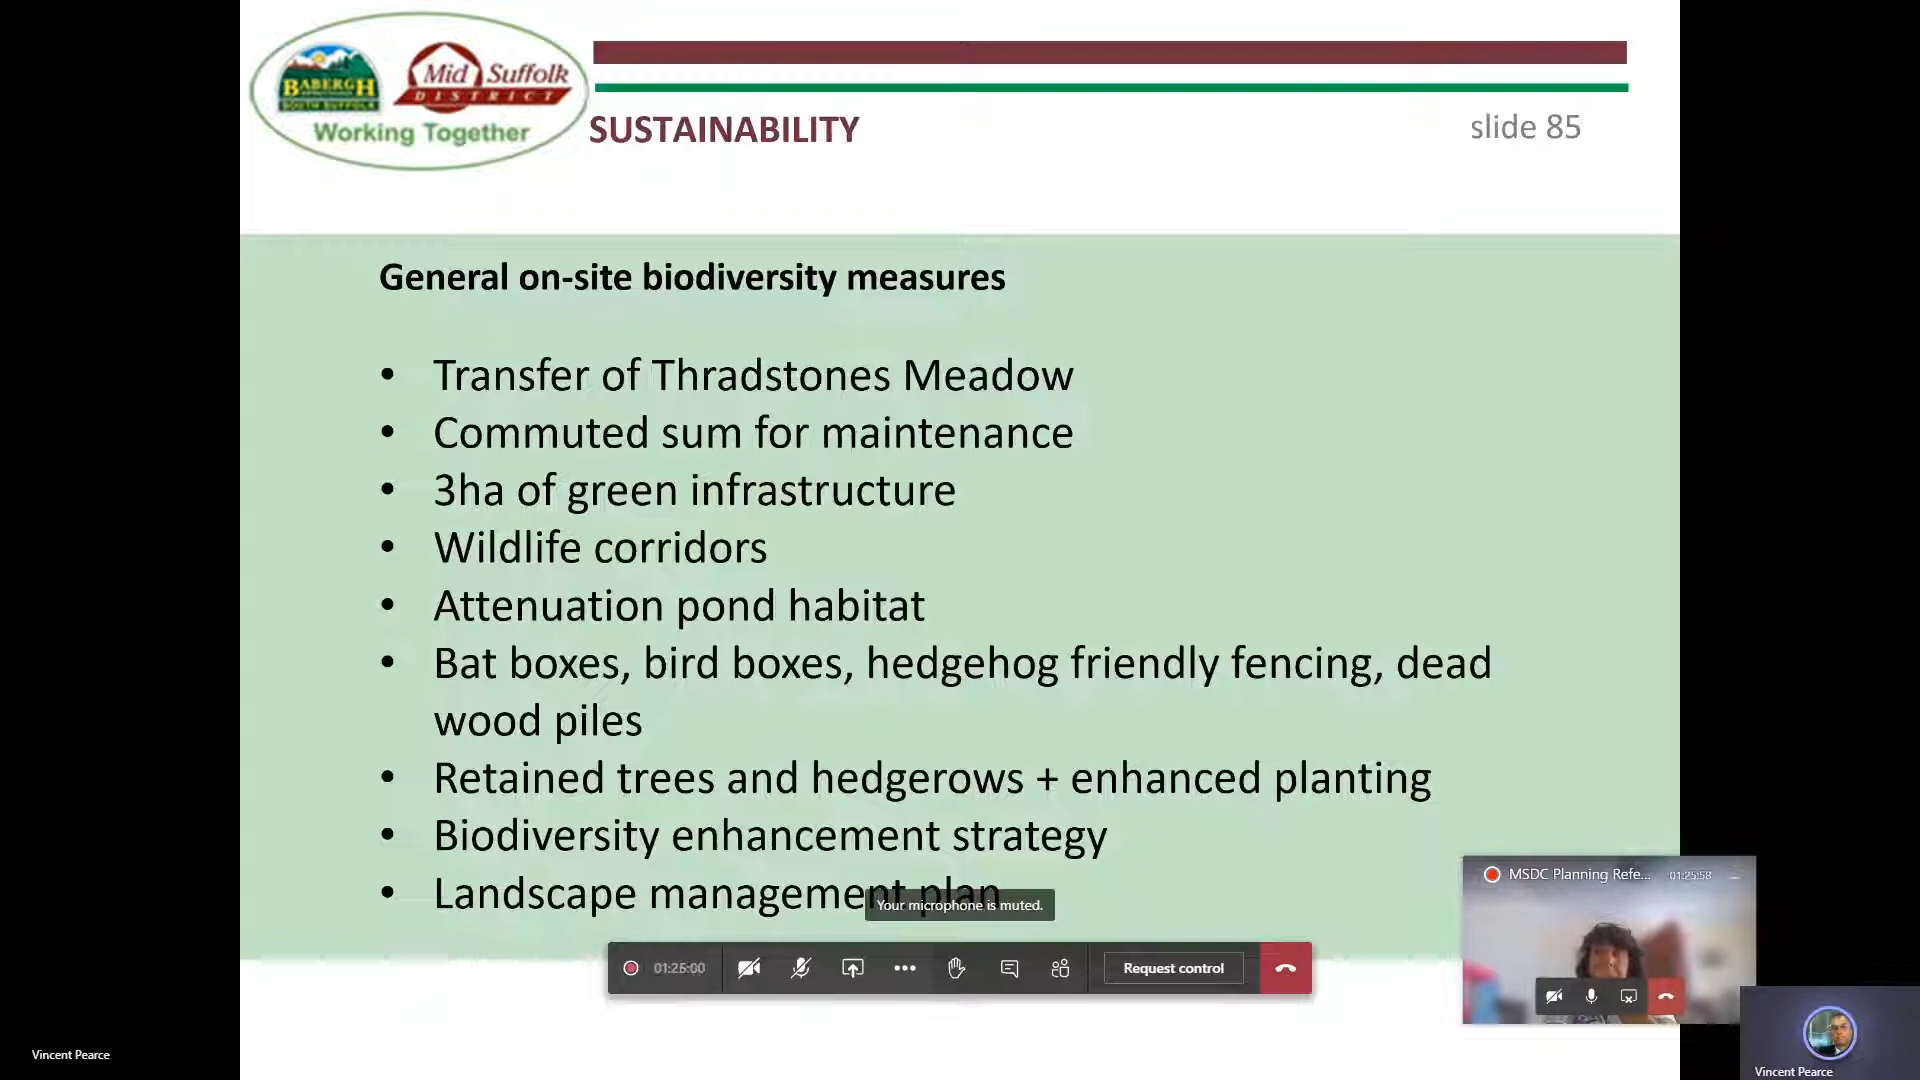 BABERGH
SOUTH SUFFOLK
Mid Suffolk
DISTRICT
Working Together
SUSTAINABILITY
slide 85
General on-site biodiversity measures
• Transfer of Thradstones Meadow
• Commuted sum for maintenance
• 3ha of green infrastructure
• Wildlife corridors
• Attenuation pond habitat
• Bat boxes, bird boxes, hedgehog friendly fencing, dead
wood piles
• Retained trees and hedgerows + enhanced planting
• Biodiversity enhancement strategy
• Landscape management plan
Your microphone is muted.
MSDC Planning Refe... 01:25:58
01:25:00
Request control
Vincent Pearce
Vincent Pearce